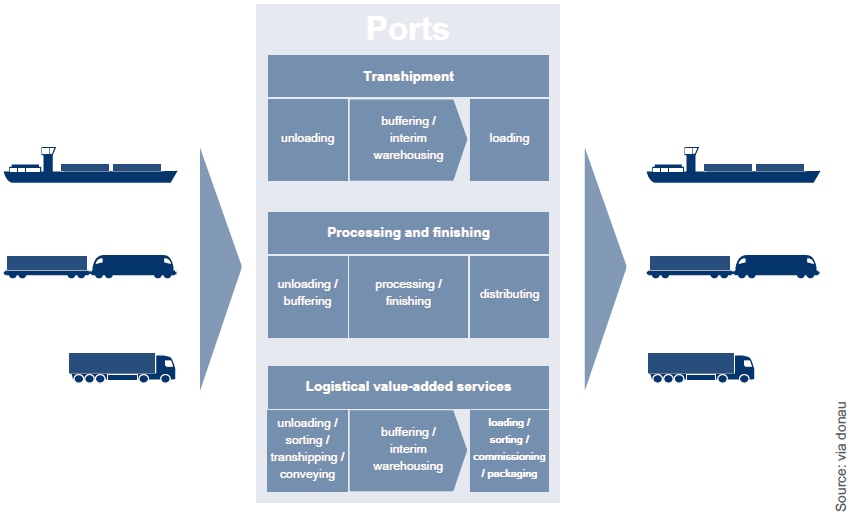 Ports
Transhipment
unloading
buffering /
interim
warehousing
loading
Processing and finishing
unloading /
buffering
processing /
finishing
distributing
Logistical value-added services
unloading /
sorting /
transhipping /
conveying
buffering /
interim
warehousing
loading /
sorting /
commissioning
/ packaging
Source: via donau